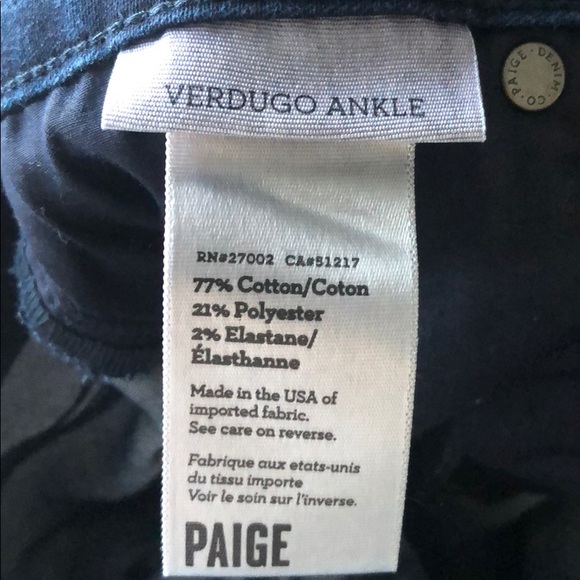 VERDUGO ANKLE
PAIGE · DENIM · CO ·
RN#27002 CA#51217
77% Cotton/Coton
21% Polyester
2% Elastane/
Élasthanne
Made in the USA of
imported fabric.
See care on reverse.
Fabrique aux etats-unis
du tissu importe
Voir le soin sur l'inverse.
PAIGE